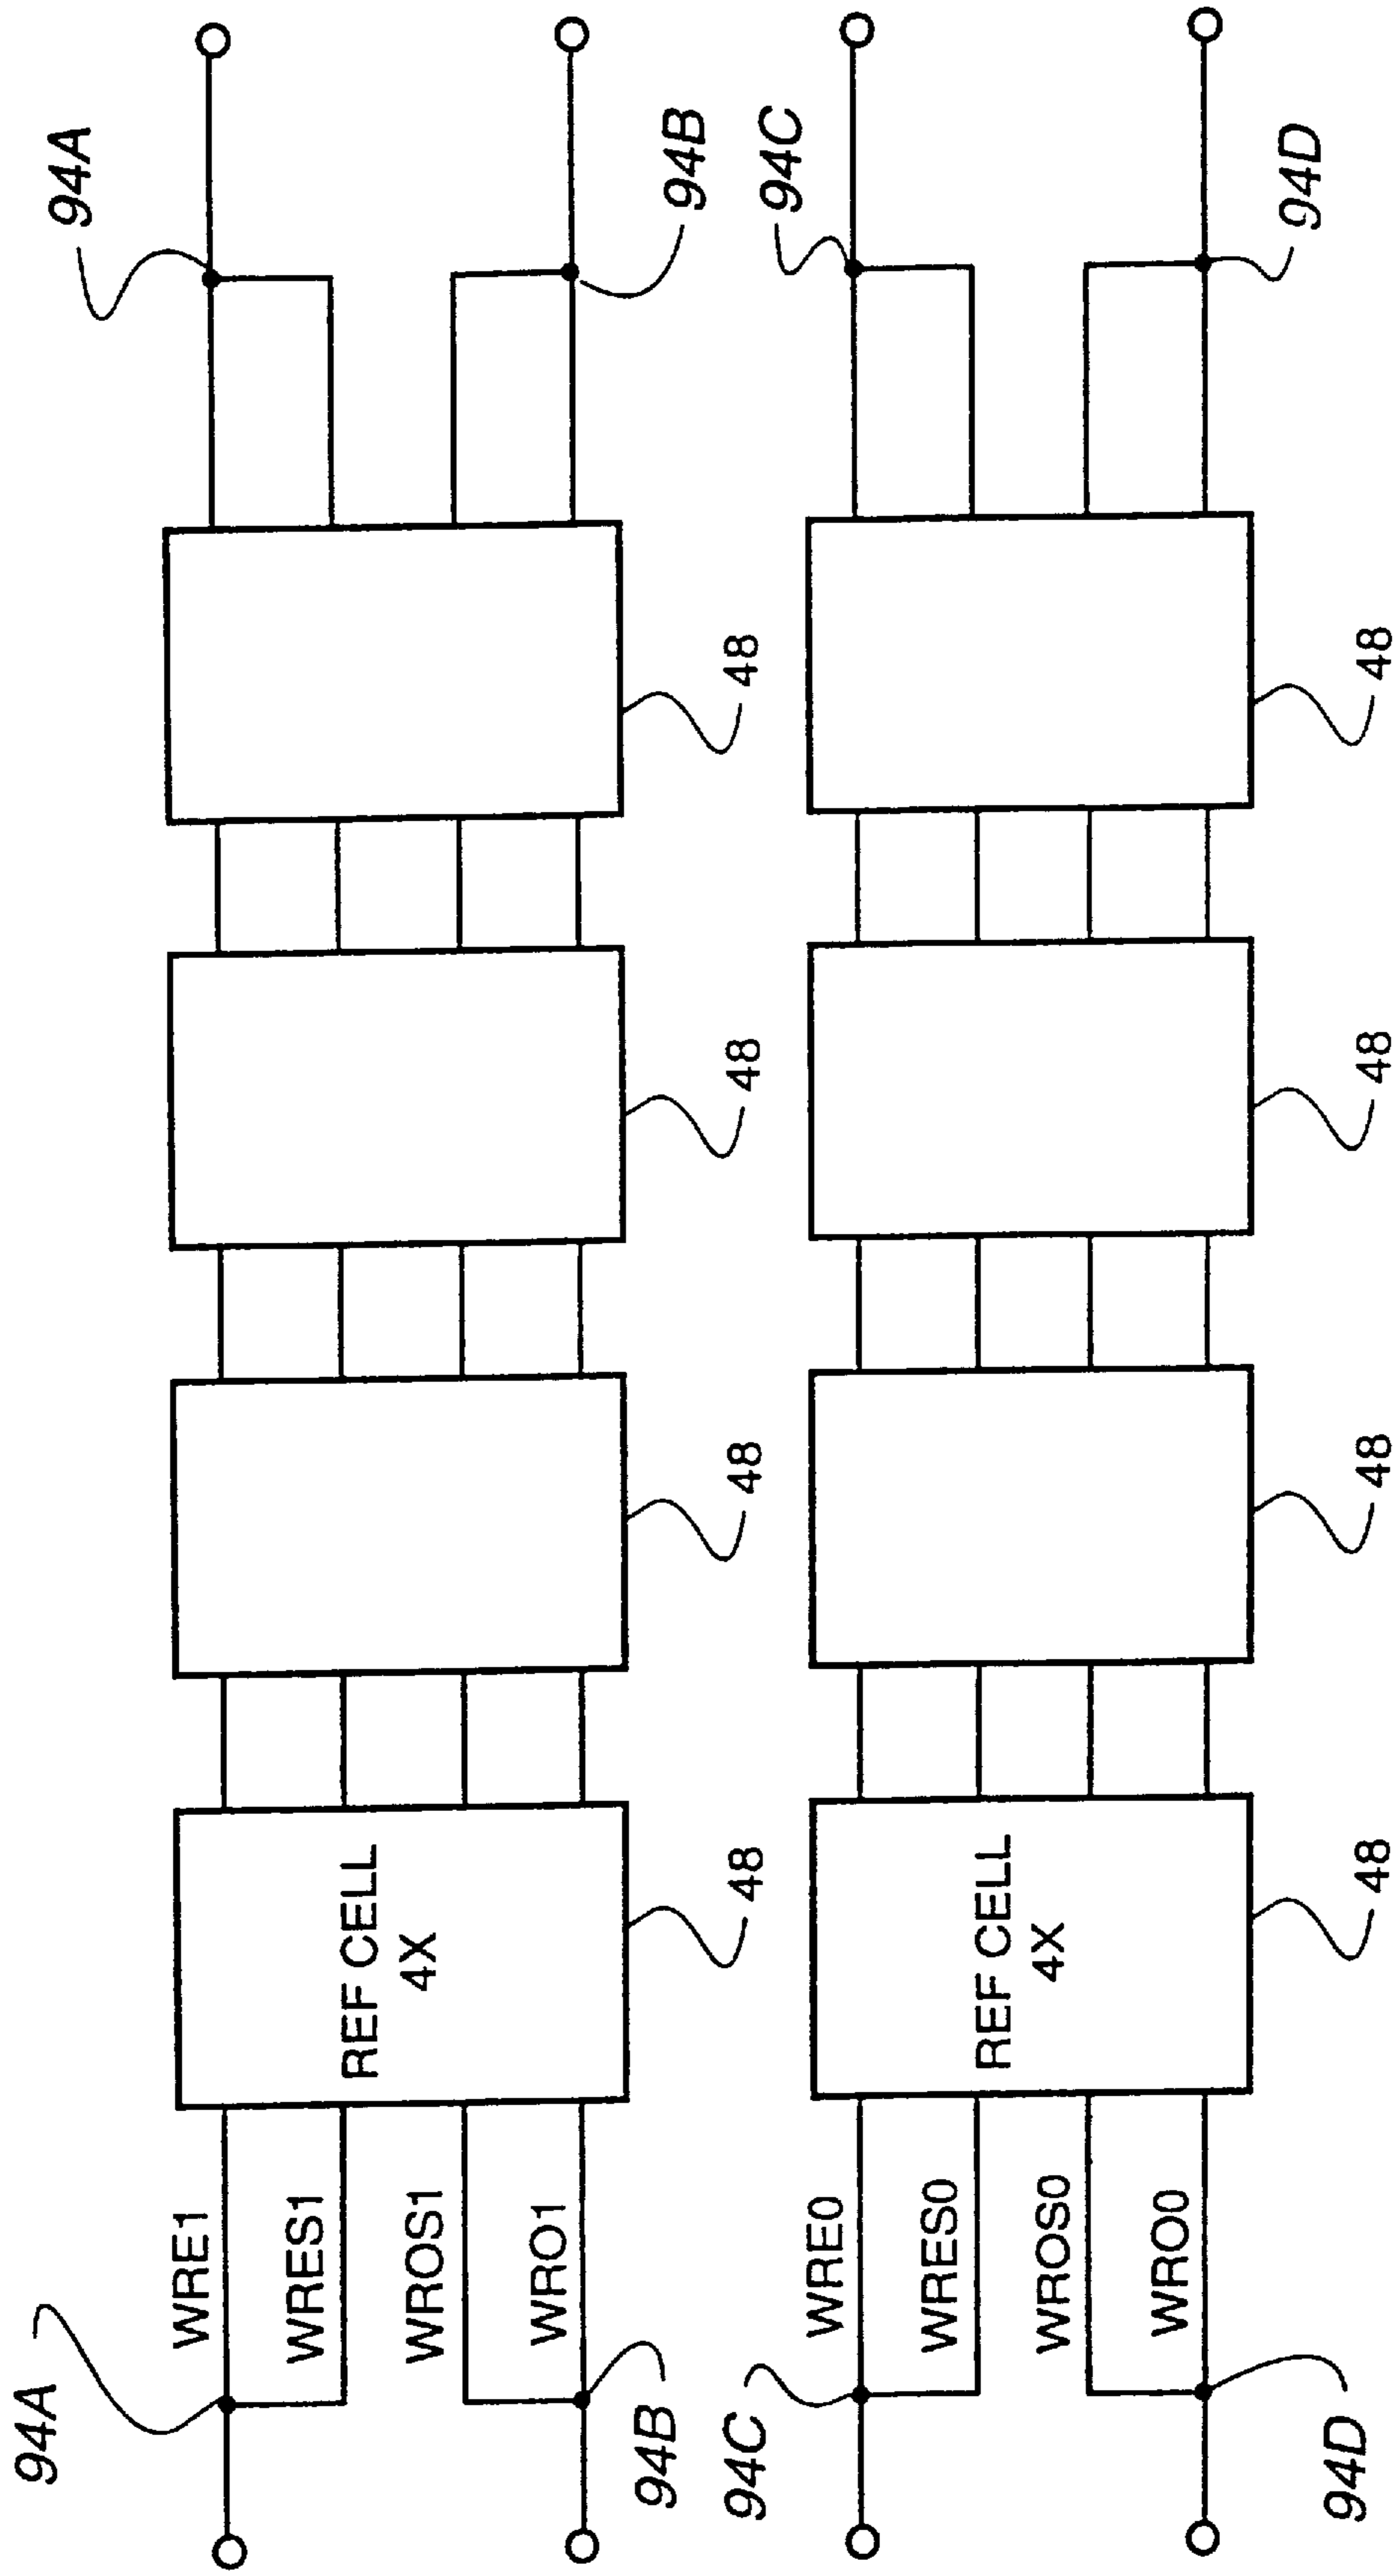 94A
WRE1
WRES1
WROS1
WRO1
94B
REF CELL
4X
48
48
48
48
94A
94B
94C
WRE0
WRES0
WROS0
WRO0
94D
REF CELL
4X
48
48
48
48
94C
94D